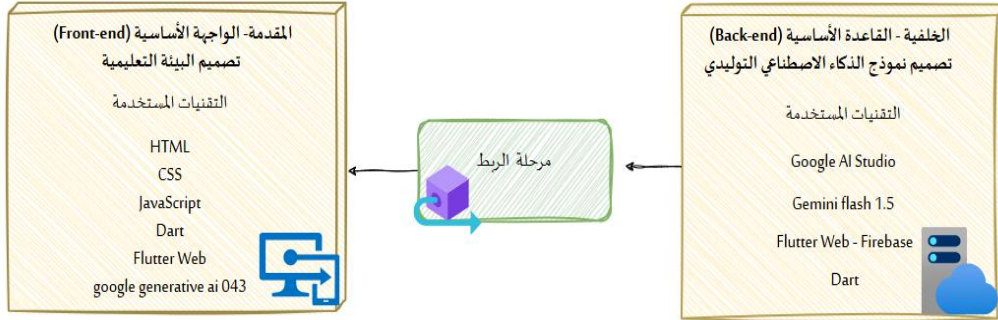 الخلفية - القاعدة الأساسية (Back-end)
تصميم نموذج الذكاء الاصطناعي التوليدي
التقنيات المستخدمة
Google AI Studio
Gemini flash 1.5
Flutter Web - Firebase
Dart
مرحلة الربط
المقدمة- الواجهة الأساسية (Front-end)
تصميم البيئة التعليمية
التقنيات المستخدمة
HTML
CSS
JavaScript
Dart
Flutter Web
google generative ai 043